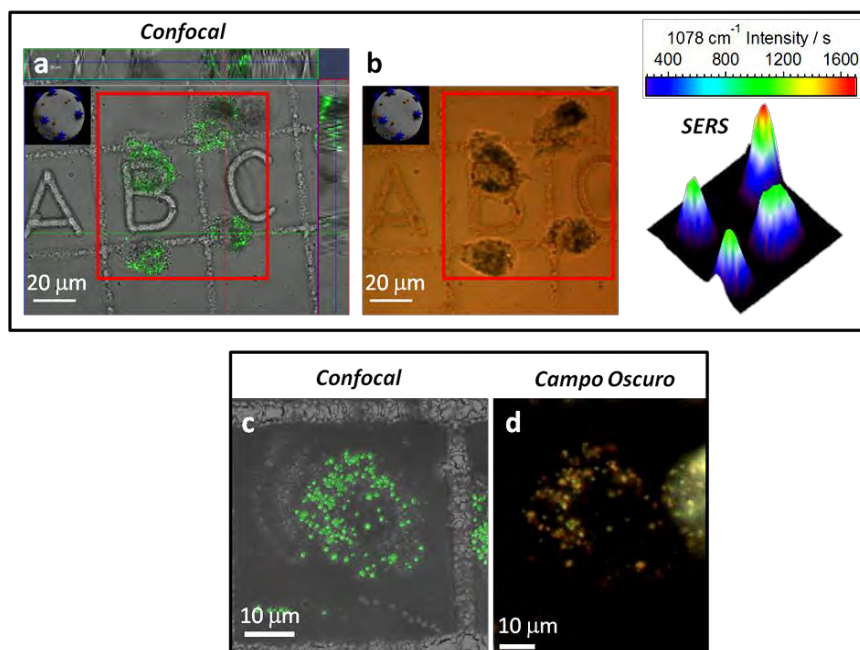 Confocal
a
b
1078 cm⁻¹ Intensity / s
400 800 1200 1600
SERS
A B C
B C
A
20 μm
20 μm
Confocal
Campo Oscuro
c
d
10 μm
10 μm